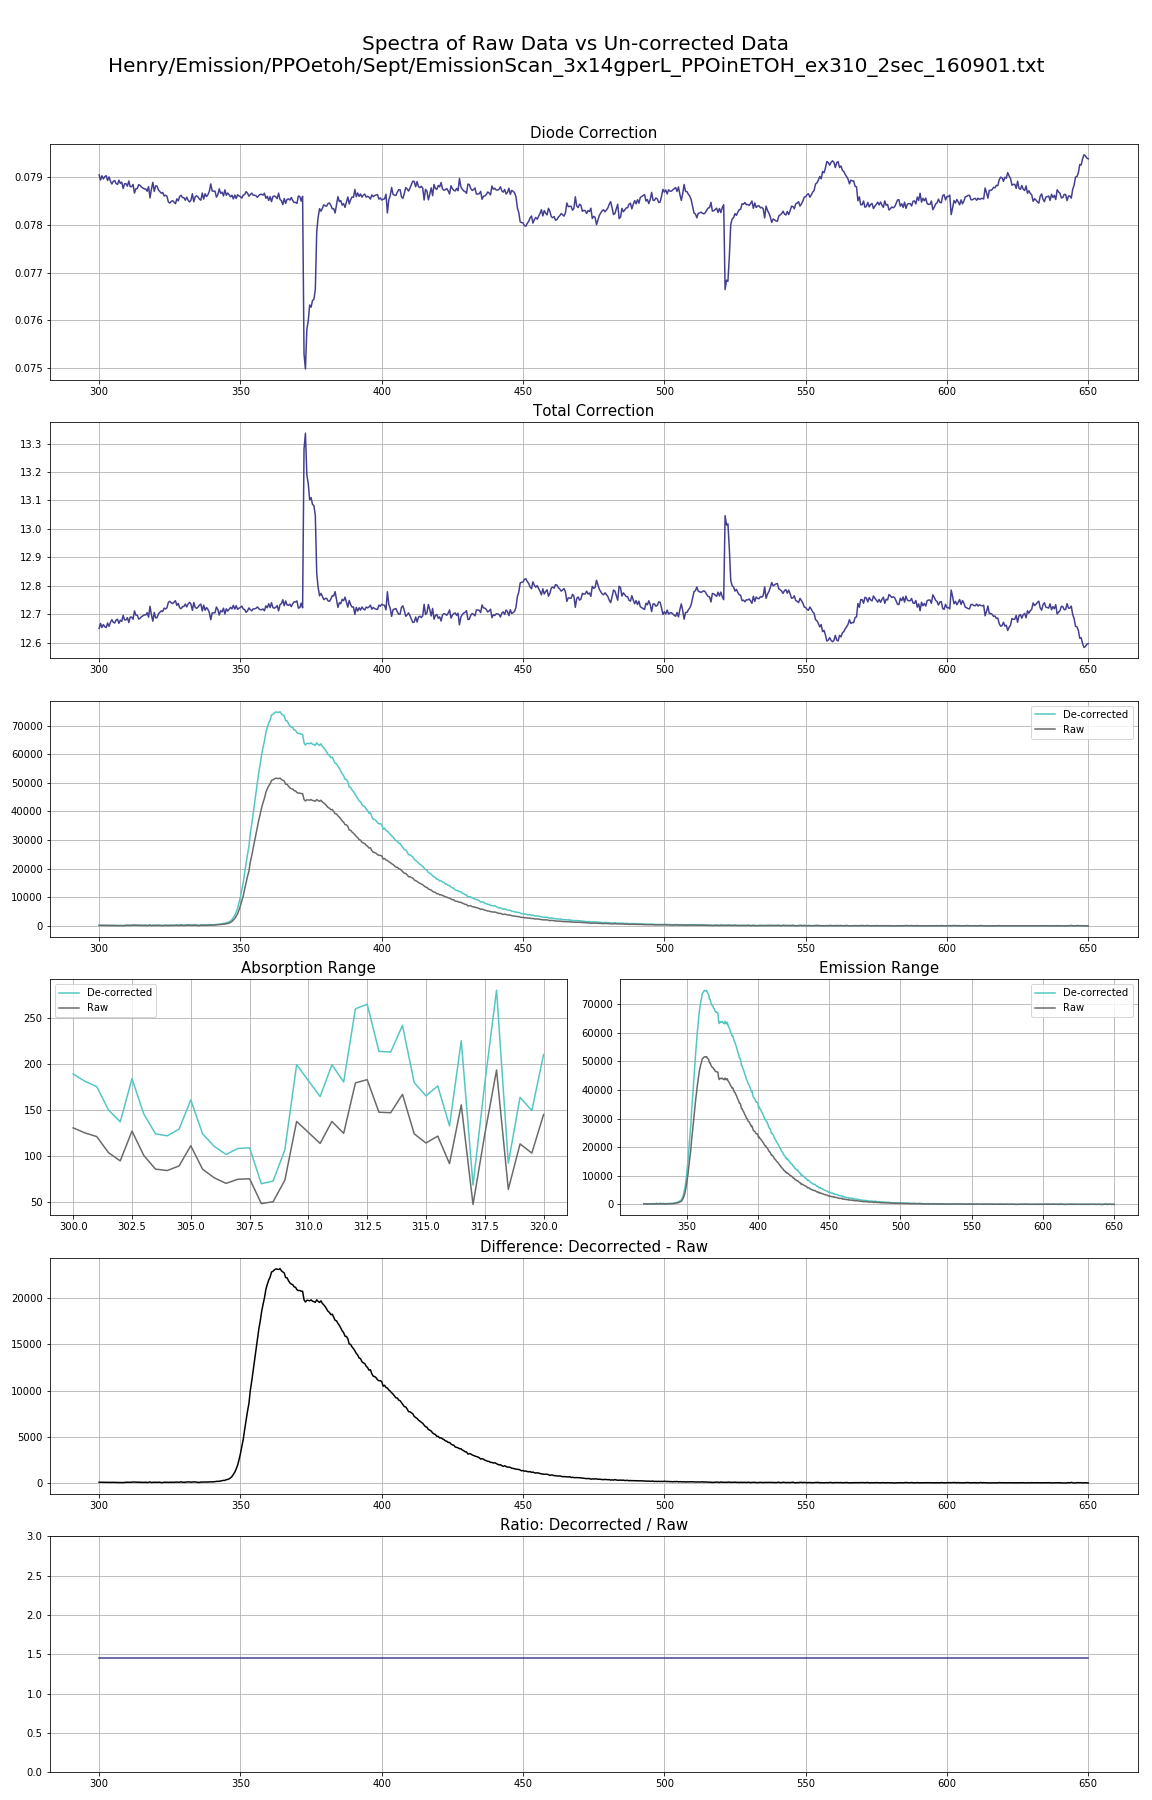 Spectra of Raw Data vs Un-corrected Data
Henry/Emission/PPOetoh/Sept/EmissionScan_3x14gperL_PPOinETOH_ex310_2sec_160901.txt
Diode Correction
0.079
0.078
0.077
0.076
0.075
300 350 400 450 500 550 600 650
Total Correction
13.3
13.2
13.1
13.0
12.9
12.8
12.7
12.6
300 350 400 450 500 550 600 650
De-corrected
Raw
70000
60000
50000
40000
30000
20000
10000
0
300 350 400 450 500 550 600 650
Absorption Range
De-corrected
Raw
250
200
150
100
50
300.0 302.5 305.0 307.5 310.0 312.5 315.0 317.5 320.0
Emission Range
De-corrected
Raw
70000
60000
50000
40000
30000
20000
10000
0
350 400 450 500 550 600 650
Difference: Decorrected - Raw
20000
15000
10000
5000
0
300 350 400 450 500 550 600 650
Ratio: Decorrected / Raw
3.0
2.5
2.0
1.5
1.0
0.5
0.0
300 350 400 450 500 550 600 650